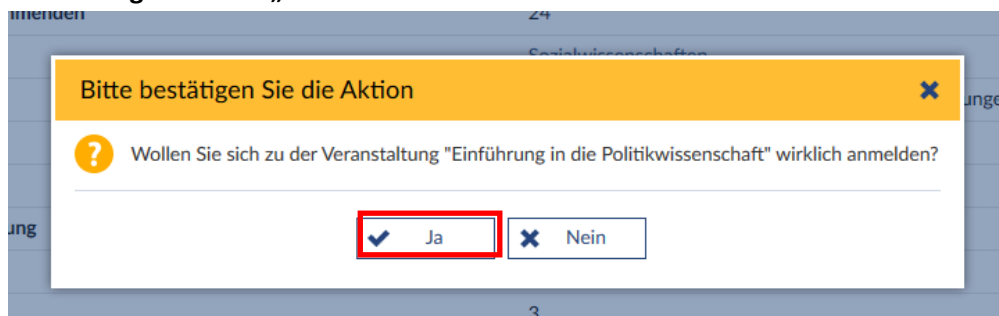 24
Bitte bestätigen Sie die Aktion
Wollen Sie sich zu der Veranstaltung "Einführung in die Politikwissenschaft" wirklich anmelden?
ung
Ja Nein
3